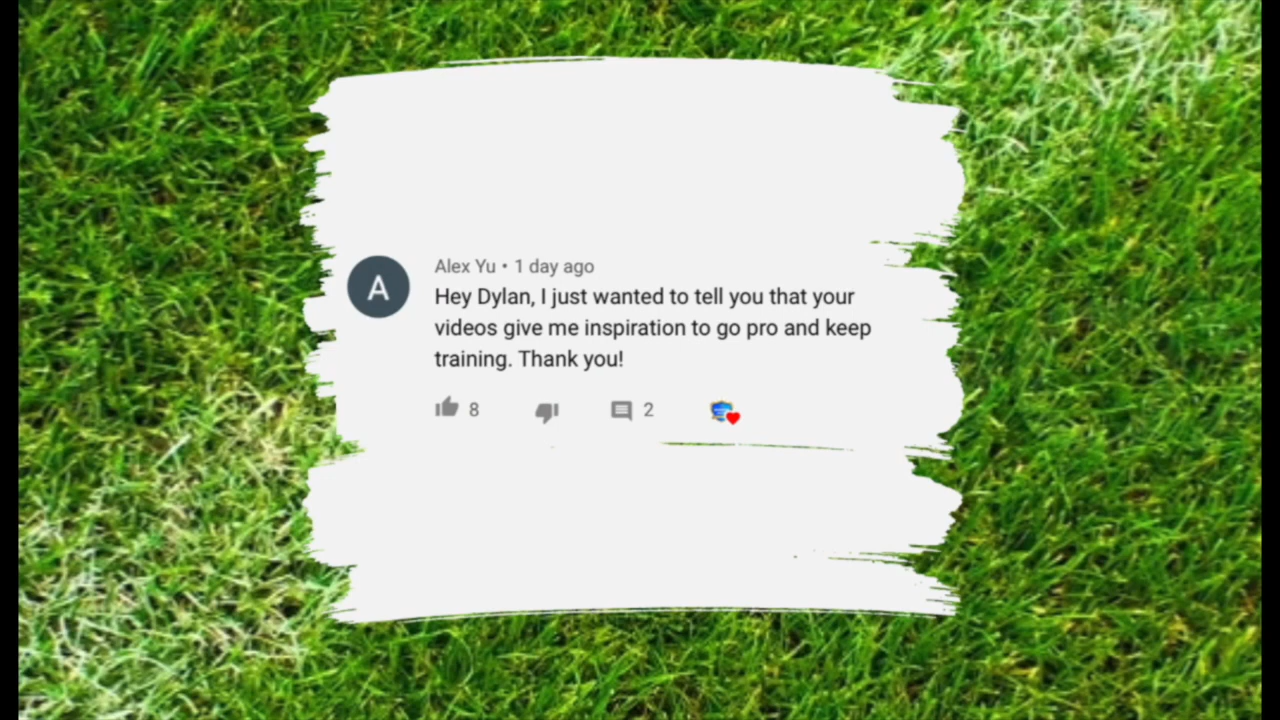 A
Alex Yu • 1 day ago
Hey Dylan, I just wanted to tell you that your
videos give me inspiration to go pro and keep
training. Thank you!
8 2